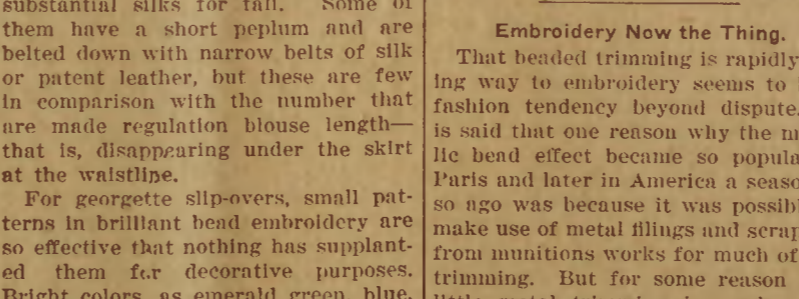 substantial silks for fall. Some of
them have a short peplum and are
belted down with narrow belts of silk
or patent leather, but these are few
in comparison with the number that
are made regulation blouse length—
that is, disappearing under the skirt
at the waistline.
For georgette slip-overs, small pat-
terns in brilliant bead embroidery are
so effective that nothing has supplant-
ed them for decorative purposes.
Bright colors, as emerald green, blue,
Embroidery Now the Thing.
That beaded trimming is rapidly
ing way to embroidery seems to
fashion tendency beyond dispute.
is said that one reason why the m
lic bead effect became so popula
Paris and later in America a seaso
so ago was because it was possib
make use of metal filings and scrap
from munitions works for much of
trimming. But for some reason